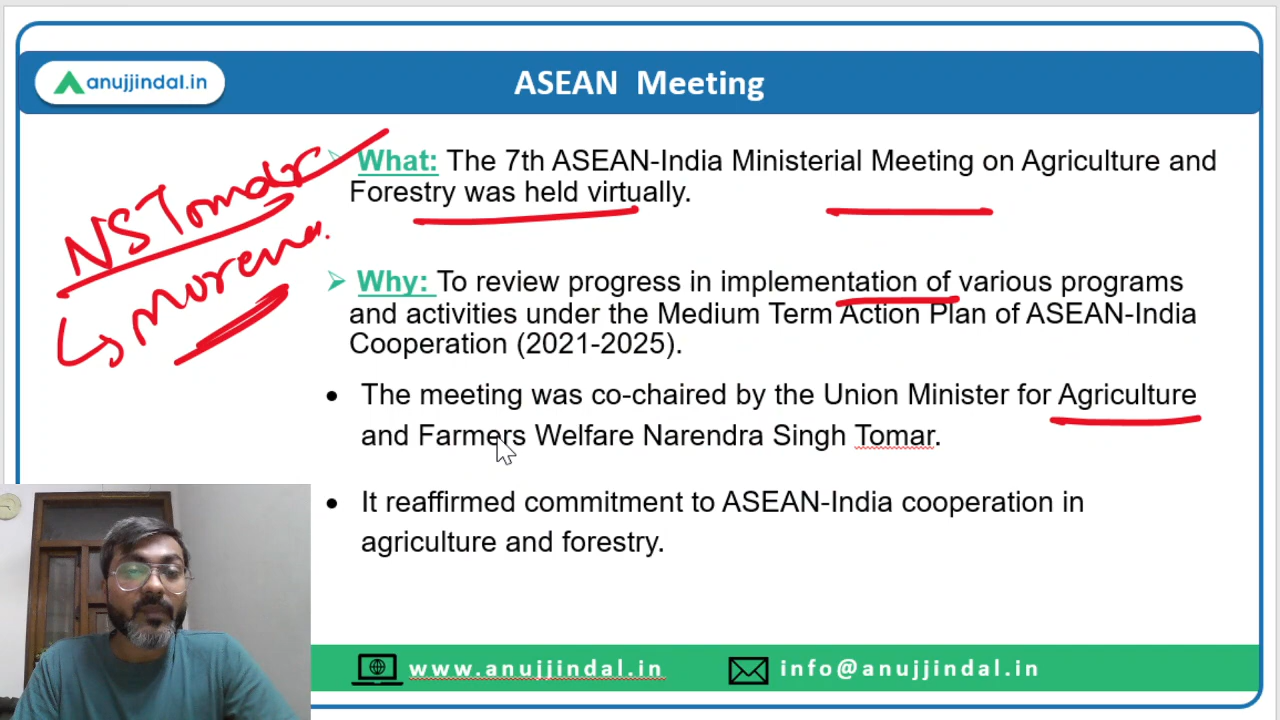 anujjindal.in
ASEAN Meeting
What: The 7th ASEAN-India Ministerial Meeting on Agriculture and
Forestry was held virtually.
NSTomar
Morena.
Why: To review progress in implementation of various programs
and activities under the Medium Term Action Plan of ASEAN-India
Cooperation (2021-2025).
• The meeting was co-chaired by the Union Minister for Agriculture
and Farmers Welfare Narendra Singh Tomar.
• It reaffirmed commitment to ASEAN-India cooperation in
agriculture and forestry.
www.anujjindal.in info@anujjindal.in